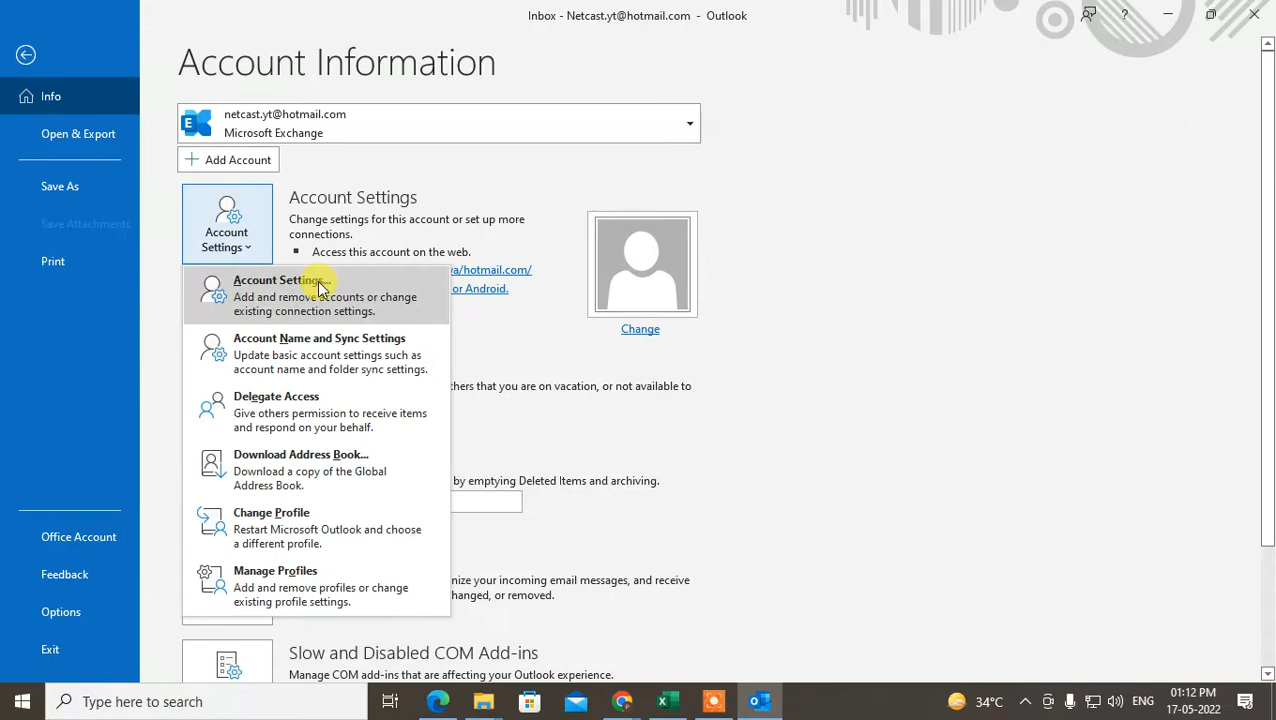 Inbox - Netcast.yt@hotmail.com - Outlook
?
Account Information
Info
Open & Export
Save As
Save Attachments
Print
Office Account
Feedback
Options
Exit
netcast.yt@hotmail.com
Microsoft Exchange
Add Account
Account
Settings
Account Settings
Change settings for this account or set up more
connections.
Access this account on the web.
va/hotmail.com/
or Android.
Change
Account Settings...
Add and remove accounts or change
existing connection settings.
Account Name and Sync Settings
Update basic account settings such as
account name and folder sync settings.
Delegate Access
Give others permission to receive items
and respond on your behalf.
Download Address Book...
Download a copy of the Global
Address Book.
Change Profile
Restart Microsoft Outlook and choose
a different profile.
Manage Profiles
Add and remove profiles or change
existing profile settings.
thers that you are on vacation, or not available to
by emptying Deleted Items and archiving.
nize your incoming email messages, and receive
hanged, or removed.
Slow and Disabled COM Add-ins
Manage COM add-ins that are affecting your Outlook experience.
Type here to search
34°C
ENG
01:12 PM
17-05-2022